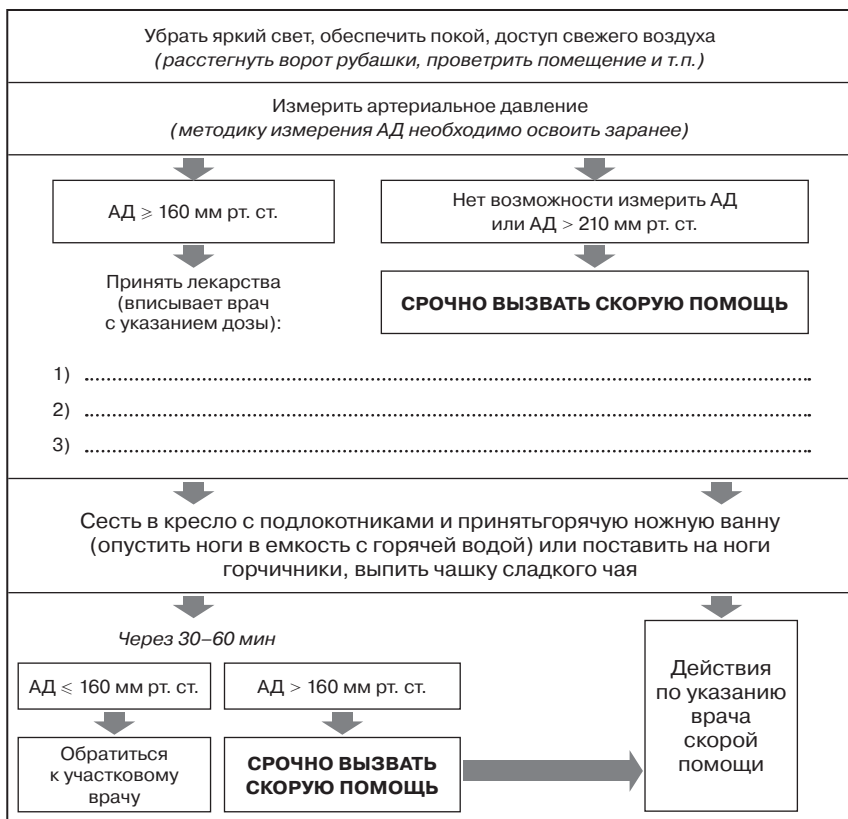 Убрать яркий свет, обеспечить покой, доступ свежего воздуха
(расстегнуть ворот рубашки, проветрить помещение и т.п.)
Измерить артериальное давление
(методику измерения АД необходимо освоить заранее)
АД ⩾ 160 мм рт. ст.
Нет возможности измерить АД
или АД > 210 мм рт. ст.
Принять лекарства
(вписывает врач
с указанием дозы):
СРОЧНО ВЫЗВАТЬ СКОРУЮ ПОМОЩЬ
1) ........................................................................
2) ........................................................................
3) ........................................................................
Сесть в кресло с подлокотниками и принятьгорячую ножную ванну
(опустить ноги в емкость с горячей водой) или поставить на ноги
горчичники, выпить чашку сладкого чая
Через 30–60 мин
АД ⩽ 160 мм рт. ст.
АД > 160 мм рт. ст.
Обратиться
к участковому
врачу
СРОЧНО ВЫЗВАТЬ
СКОРУЮ ПОМОЩЬ
Действия
по указанию
врача
скорой
помощи